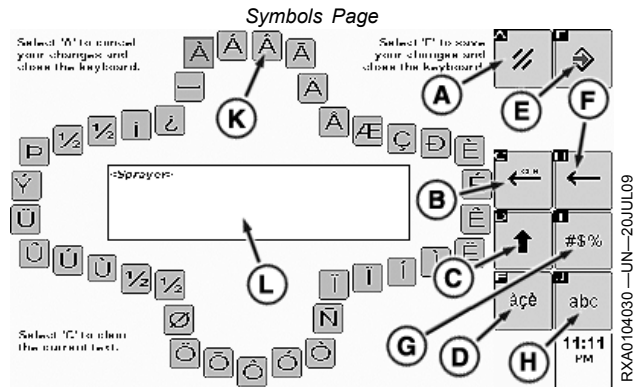 Symbols Page
Select 'A' to cancel
your changes and
close the keyboard.
Select 'E' to save
your changes and
close the keyboard.
À Á Â Ã Ä Å Æ Ç Đ È É Ê Ë Ì Í Î Ï Ñ Ò Ó Ô Õ Ö Ø ½ ½ Ù Ú Û Ü Ý Þ ½ ½ ¡ ¿ —
<Sprayer>
A
E
F
K
B
C
L
G
D
H
#$%
àçè
abc
Select 'C' to clear
the current text.
11:11
PM
RXA0104030 —UN—20JUL09